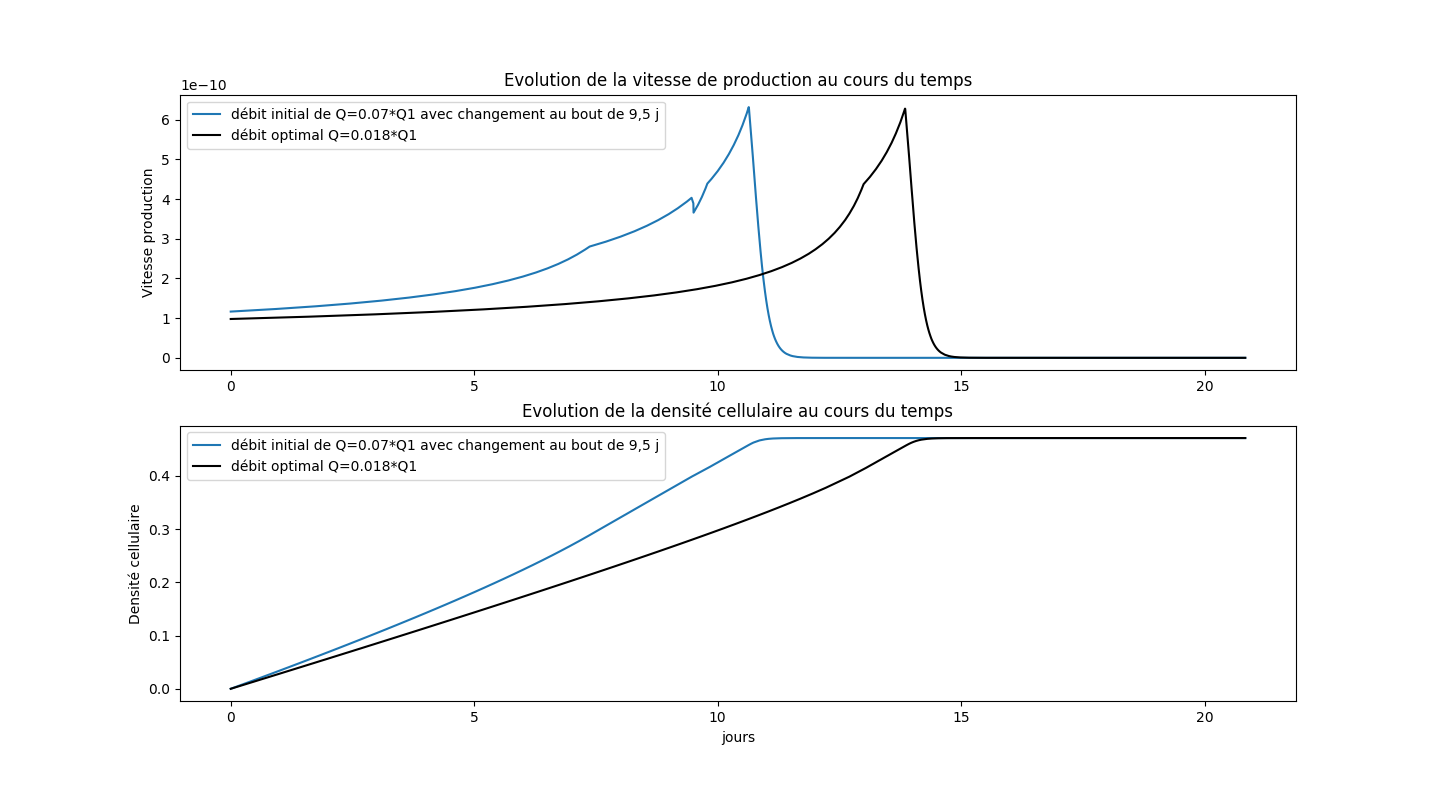 Evolution de la vitesse de production au cours du temps
1e−10
débit initial de Q=0.07*Q1 avec changement au bout de 9,5 j
débit optimal Q=0.018*Q1
Vitesse production
6
5
4
3
2
1
0
0 5 10 15 20
Evolution de la densité cellulaire au cours du temps
débit initial de Q=0.07*Q1 avec changement au bout de 9,5 j
débit optimal Q=0.018*Q1
Densité cellulaire
0.4
0.3
0.2
0.1
0.0
0 5 10 15 20
jours